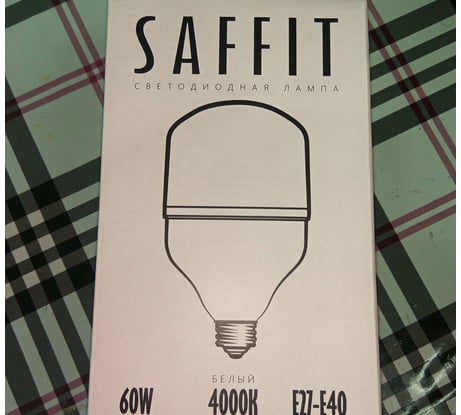 SAFFIT
СВЕТОДИОДНАЯ ЛАМПА
БЕЛЫЙ
60W 4000K E27-E40